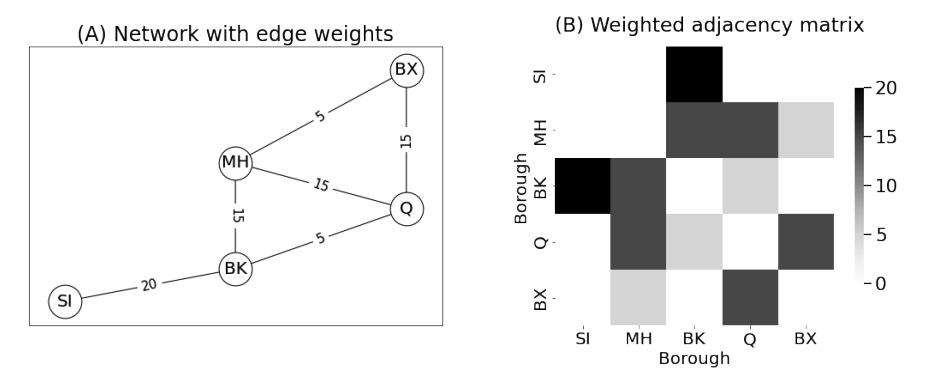 (A) Network with edge weights
BX
5
15
MH
15
Q
15
5
BK
20
SI
(B) Weighted adjacency matrix
Borough
SI
MH
BK
Q
BX
SI MH BK Q BX
Borough
20
15
10
5
0